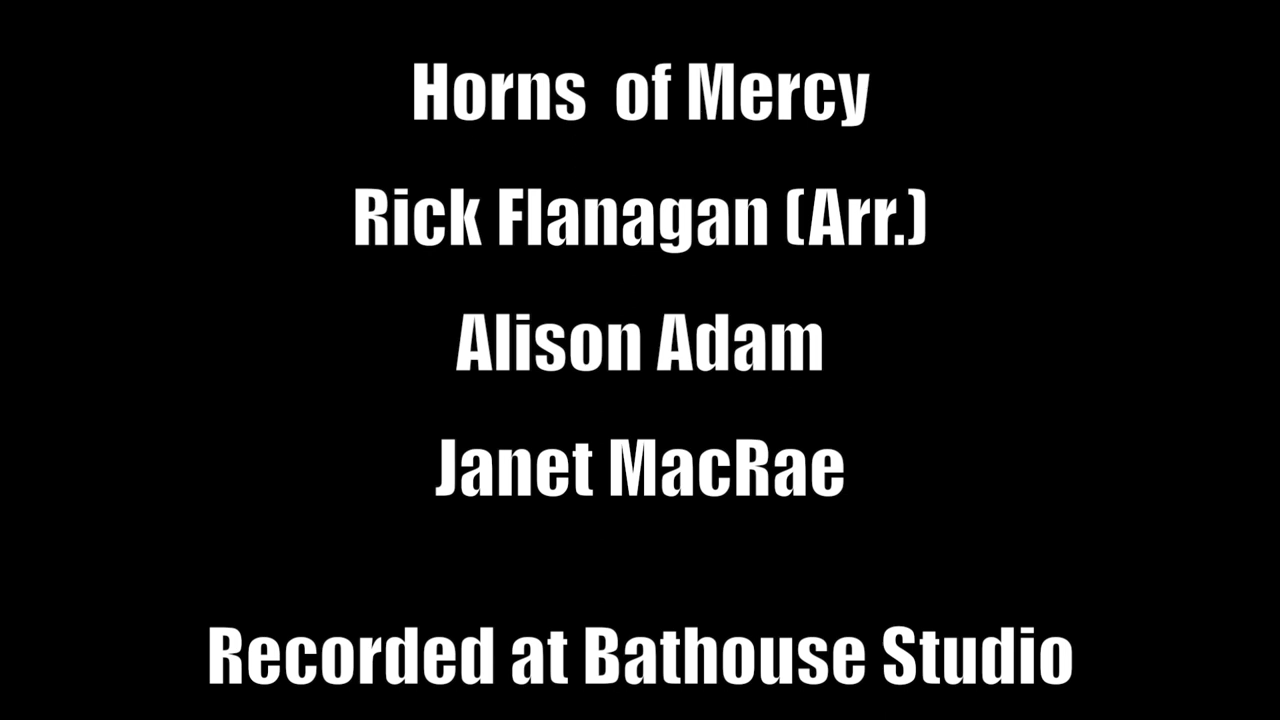 Horns  of Mercy
Rick Flanagan (Arr.)
Alison Adam
Janet MacRae
Recorded at Bathouse Studio